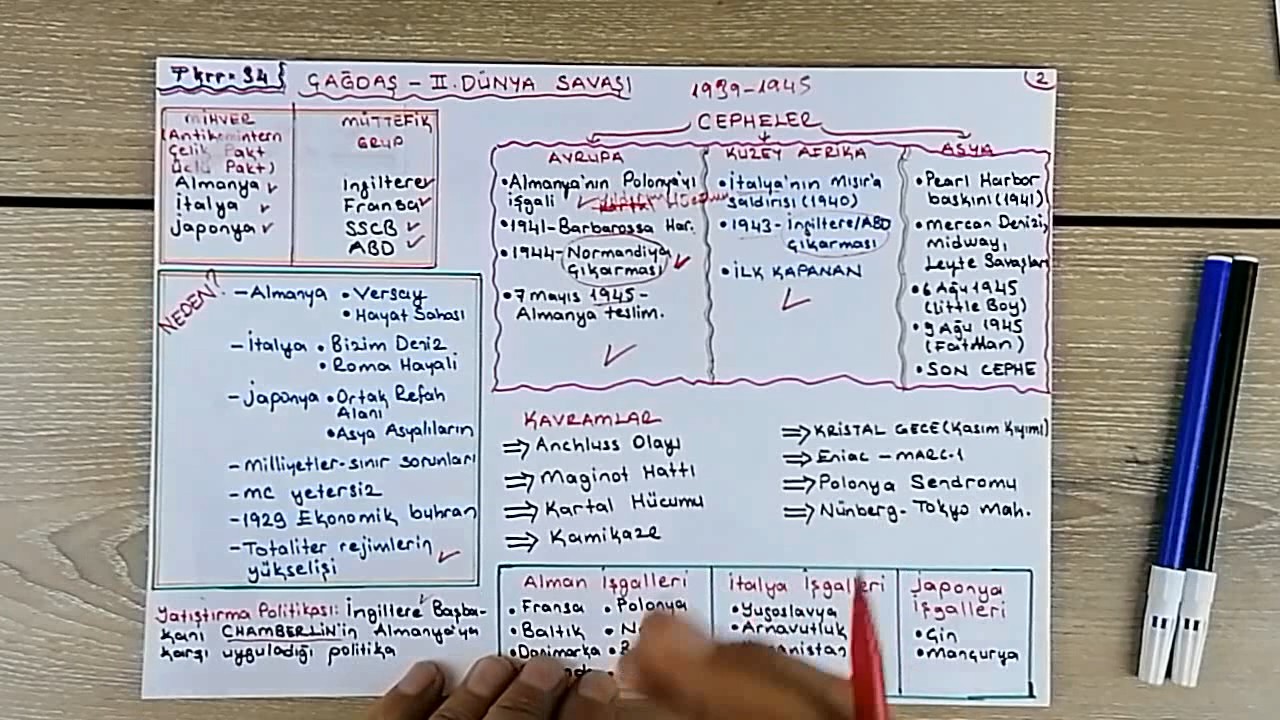 Tkrr-34
ÇAĞDAŞ - II. DÜNYA SAVAŞI
1939-1945
2
MİHVER
(Antikomintern
Çelik Pakt
Üçlü Pakt)
Almanya
İtalya
Japonya
MÜTTEFİK
GRUP
İngiltere
Fransa
SSCB
ABD
CEPHELER
AVRUPA
• Almanya'nın Polonya'yı
işgali
• 1941-Barbarossa Har.
• 1944-Normandiya
Çıkarması
• 7 Mayıs 1945-
Almanya teslim.
KUZEY AFRİKA
• İtalya'nın Mısır'a
saldırısı (1940)
• 1943-İngiltere/ABD
Çıkarması
• İLK KAPANAN
ASYA
• Pearl Harbor
baskını (1941)
• Mercan Denizi,
Midway,
Leyte Savaşları
• 6 Ağu 1945
(Little Boy)
• 9 Ağu 1945
(FatMan)
• SON CEPHE
NEDEN?
- Almanya • Versay
• Hayat Sahası
- İtalya • Bizim Deniz
• Roma Hayali
- Japonya • Ortak Refah
Alanı
• Asya Asyalıların
- Milliyetler-sınır sorunları
- MC yetersiz
- 1929 Ekonomik buhran
- Totaliter rejimlerin
yükselişi
Yatıştırma Politikası: İngiltere Başba-
kanı CHAMBERLİN'in Almanya'ya
karşı uyguladığı politika
KAVRAMLAR
⇒ Anchluss Olayı
⇒ Maginot Hattı
⇒ Kartal Hücumu
⇒ Kamikaze
⇒ KRİSTAL GECE (Kasım Kıyımı)
⇒ Eniac - MARC-1
⇒ Polonya Sendromu
⇒ Nünberg- Tokyo Mah.
Alman İşgalleri
• Fransa • Polonya
• Baltık
• Danimarka
İtalya İşgalleri
• Yugoslavya
• Arnavutluk
Japonya
İşgalleri
• Çin
• Mançurya